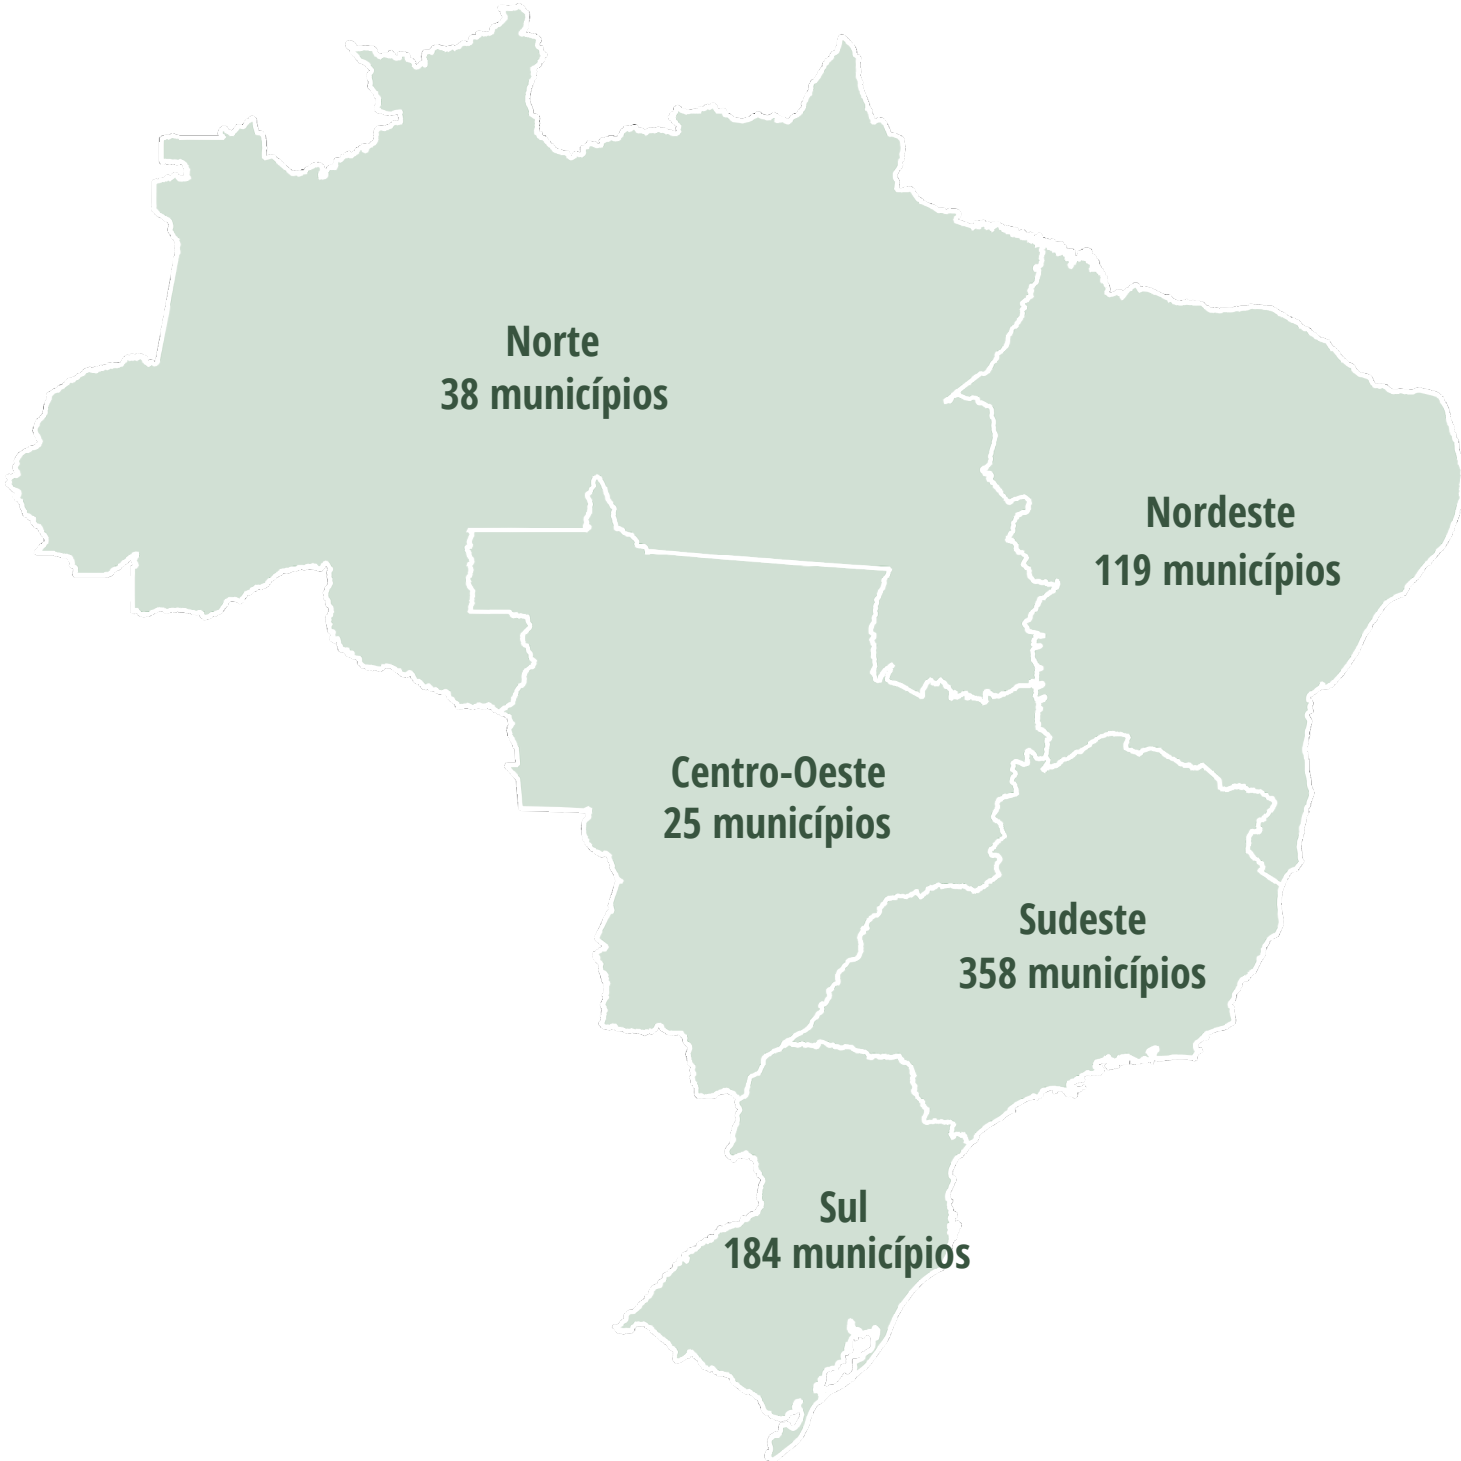 Norte
38 municípios
Nordeste
119 municípios
Centro-Oeste
25 municípios
Sudeste
358 municípios
Sul
184 municípios